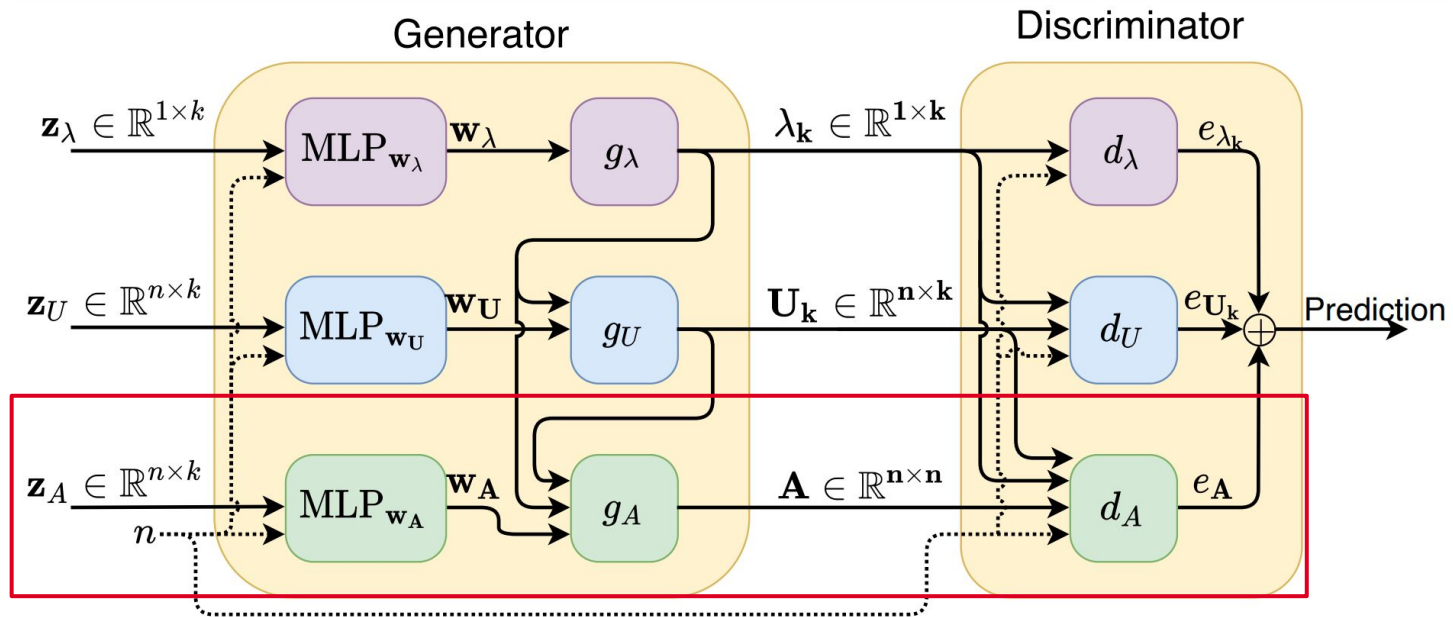 Generator
Discriminator
𝐳_λ ∈ ℝ^{1×k}
MLP_{𝐰_λ}
𝐰_λ
g_λ
λ_𝐤 ∈ ℝ^{𝟏×𝐤}
d_λ
e_{λ_𝐤}
𝐳_U ∈ ℝ^{n×k}
MLP_{𝐰_𝐔}
𝐰_𝐔
g_U
𝐔_𝐤 ∈ ℝ^{𝐧×𝐤}
d_U
e_{𝐔_𝐤}
⊕
Prediction
𝐳_A ∈ ℝ^{n×k}
MLP_{𝐰_𝐀}
𝐰_𝐀
g_A
𝐀 ∈ ℝ^{𝐧×𝐧}
d_A
e_𝐀
n